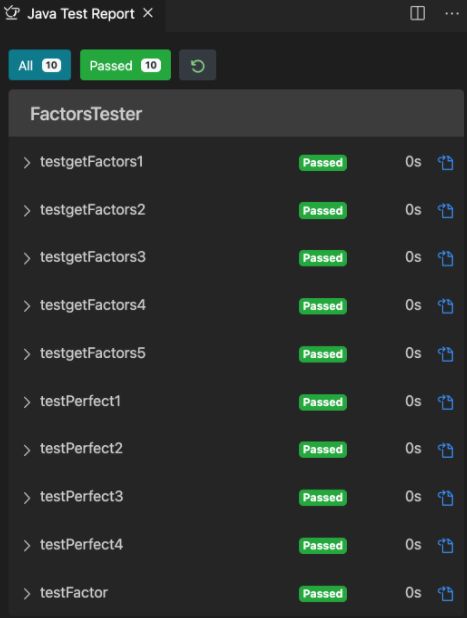 Java Test Report
All 10 Passed 10
FactorsTester
testgetFactors1 Passed 0s
testgetFactors2 Passed 0s
testgetFactors3 Passed 0s
testgetFactors4 Passed 0s
testgetFactors5 Passed 0s
testPerfect1 Passed 0s
testPerfect2 Passed 0s
testPerfect3 Passed 0s
testPerfect4 Passed 0s
testFactor Passed 0s